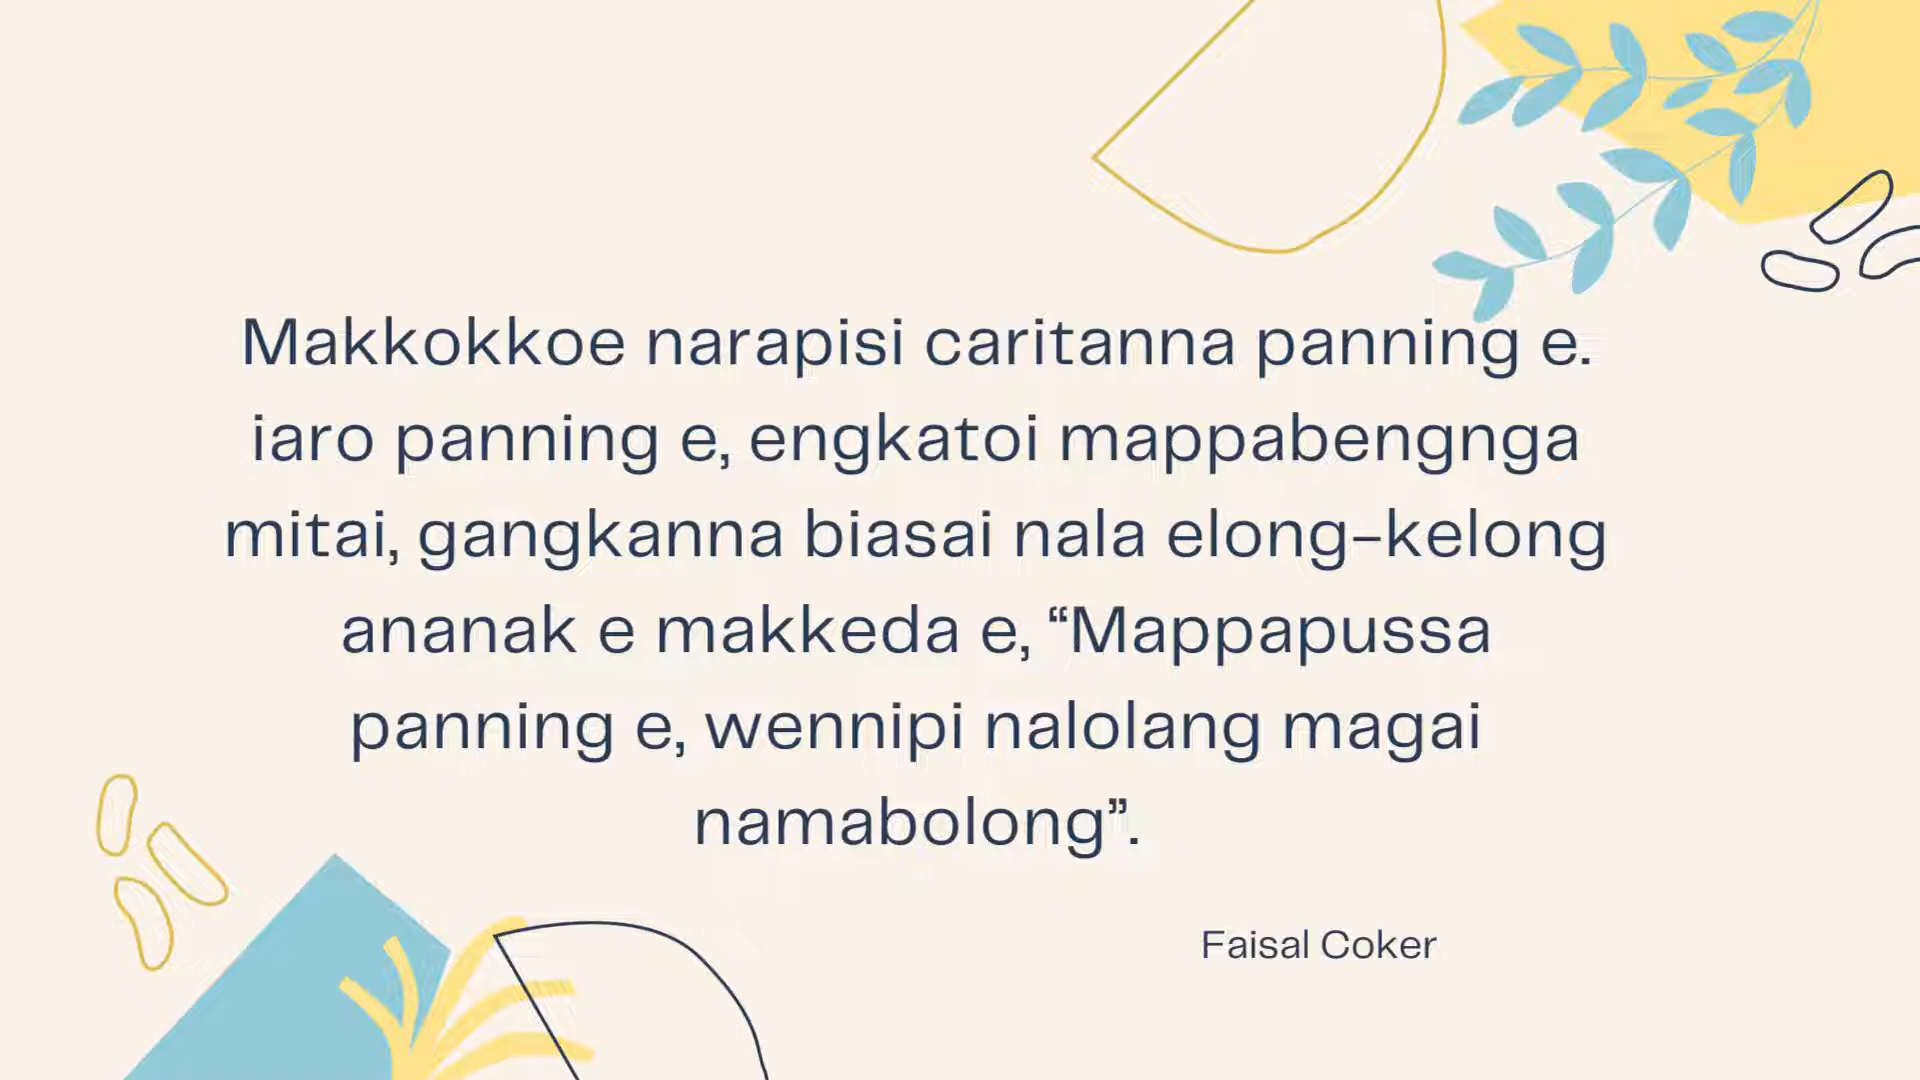 Makkokkoe narapisi caritanna panning e.
iaro panning e, engkatoi mappabengnga
mitai, gangkanna biasai nala elong-kelong
ananak e makkeda e, “Mappapussa
panning e, wennipi nalolang magai
namabolong”.
Faisal Coker